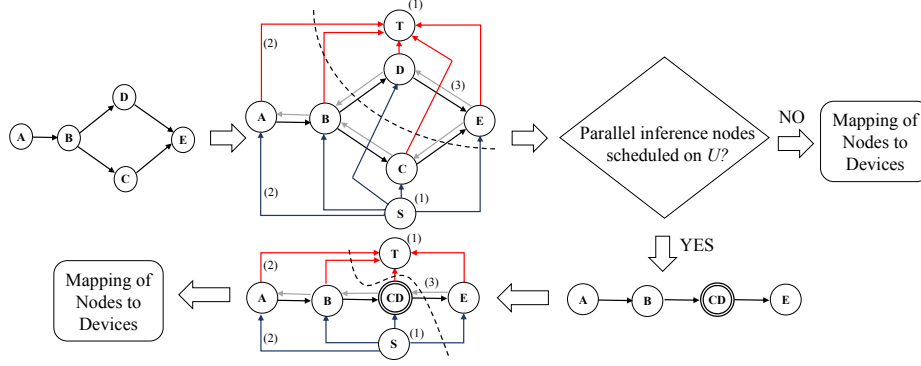 (1)
T
(2)
D
(3)
D
A
B
E
A
B
E
C
C
(2)
(1)
S
Parallel inference nodes
scheduled on U?
NO
Mapping of
Nodes to
Devices
YES
(1)
T
(2)
(3)
Mapping of
Nodes to
Devices
A
B
CD
E
(2)
(1)
S
A
B
CD
E